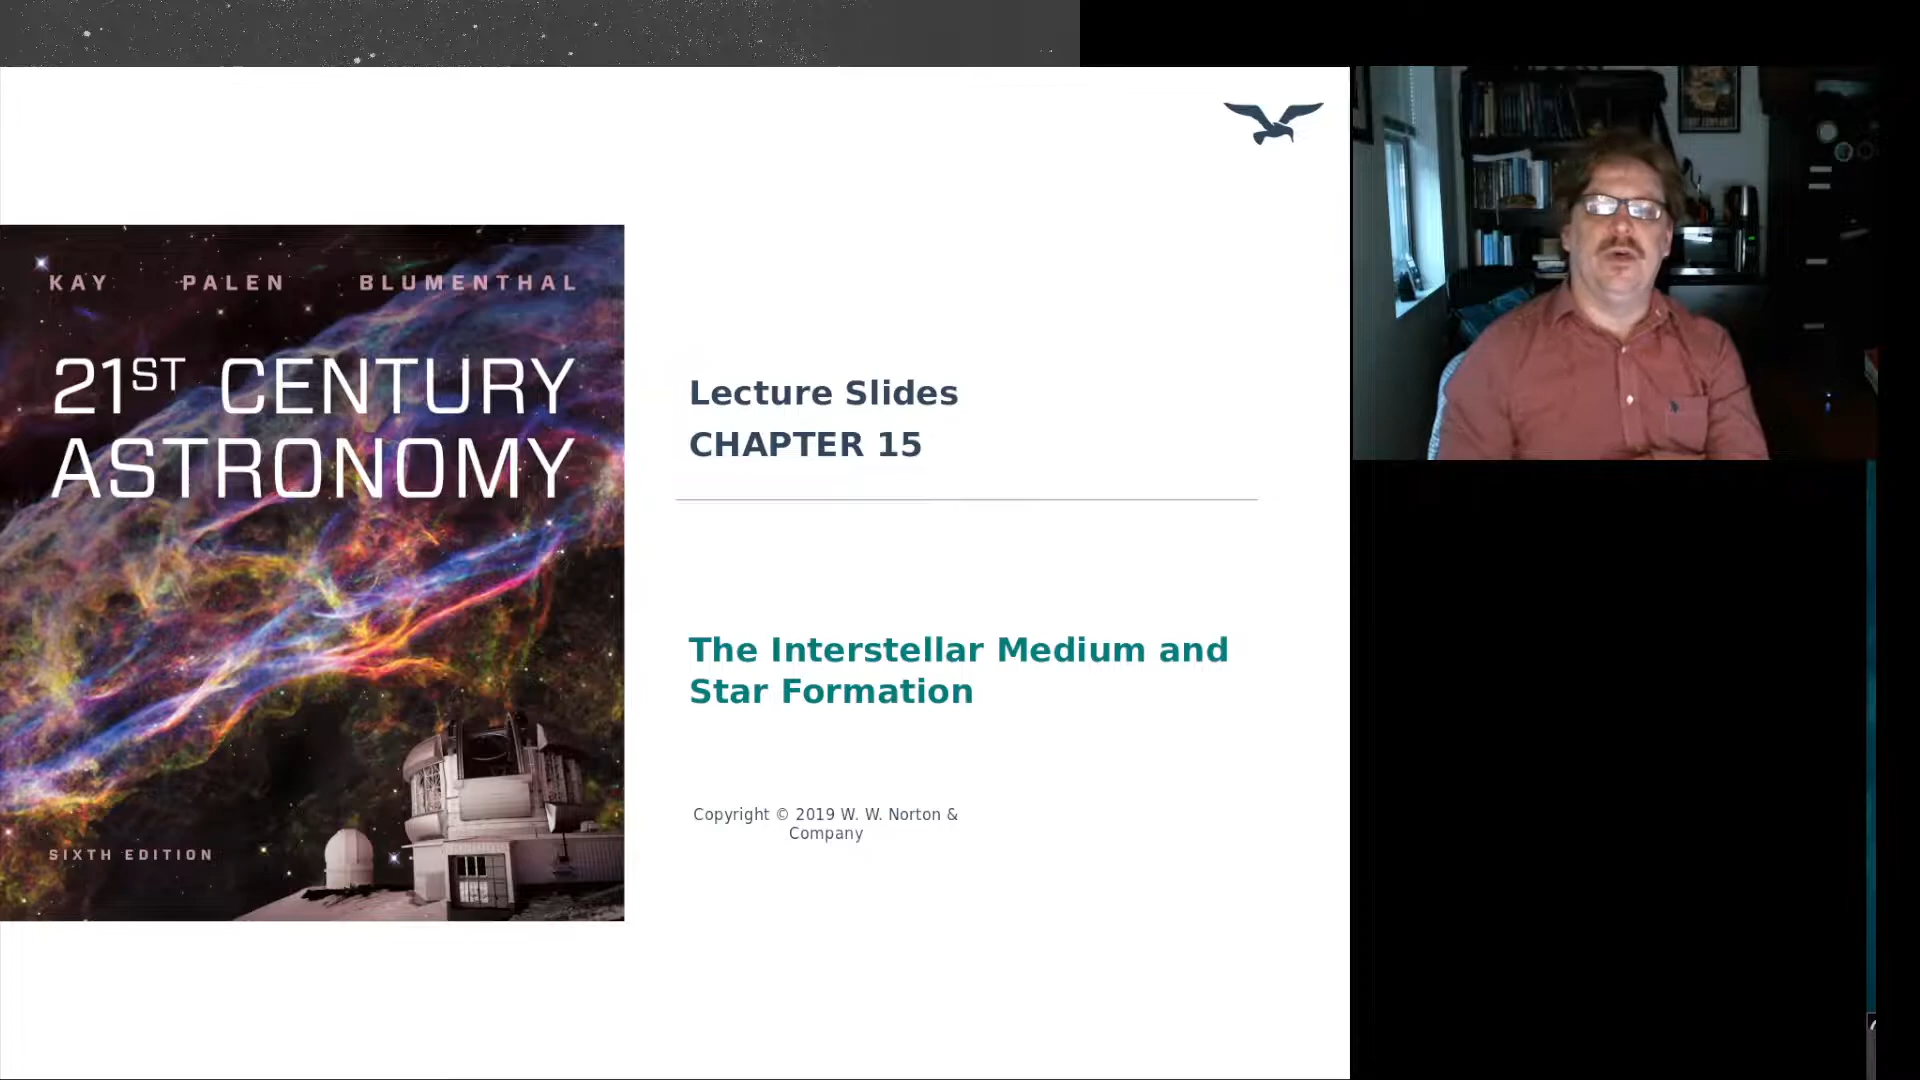 KAY PALEN BLUMENTHAL
21ST CENTURY
ASTRONOMY
SIXTH EDITION
Lecture Slides
CHAPTER 15
The Interstellar Medium and
Star Formation
Copyright © 2019 W. W. Norton &
Company